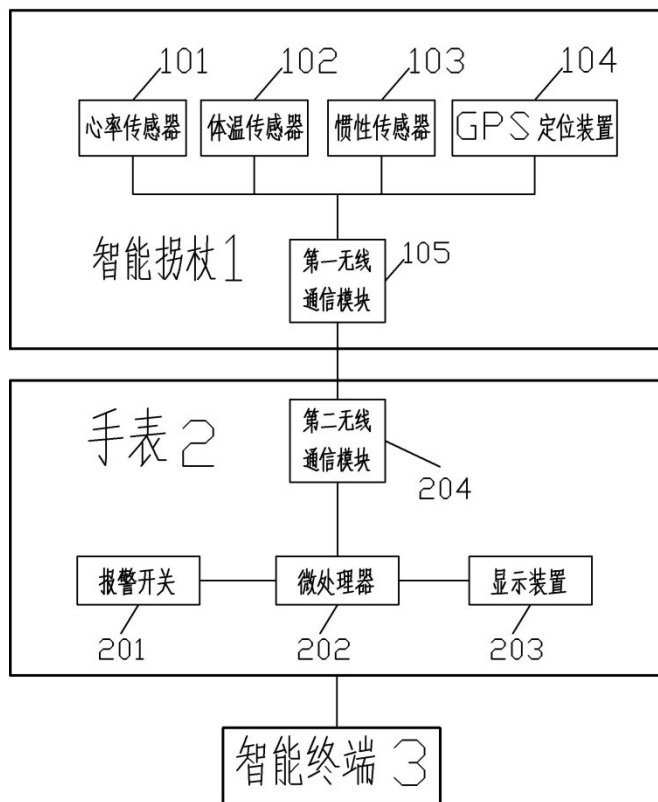 101 102 103 104
心率传感器 体温传感器 惯性传感器 GPS定位装置
智能拐杖1
第一无线
通信模块
105
手表2
第二无线
通信模块
204
报警开关 微处理器 显示装置
201 202 203
智能终端3